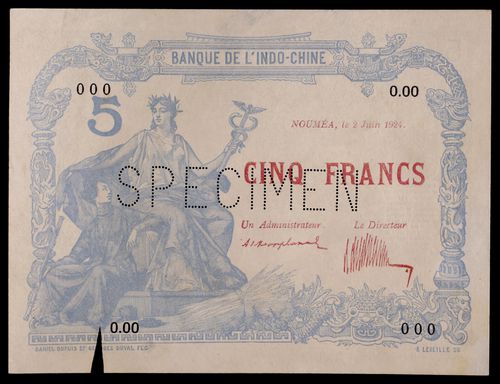 BANQUE DE L'INDO-CHINE
000
0.00
5
NOUMÉA, le 2 Juin 1924.
SPECIMEN
CINQ FRANCS
Un Administrateur Le Directeur
0.00
000
DANIEL DUPUIS ET GEORGES DUVAL FEC
A. LEVEILLE SC